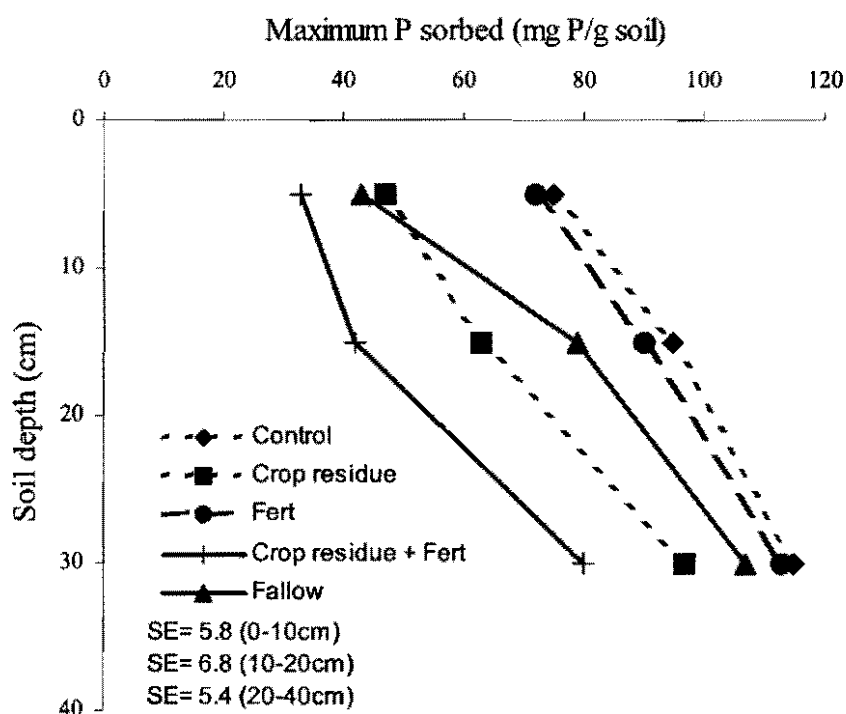 Maximum P sorbed (mg P/g soil)
0 20 40 60 80 100 120
0
10
20
30
40
Soil depth (cm)
Control
Crop residue
Fert
Crop residue + Fert
Fallow
SE= 5.8 (0-10cm)
SE= 6.8 (10-20cm)
SE= 5.4 (20-40cm)